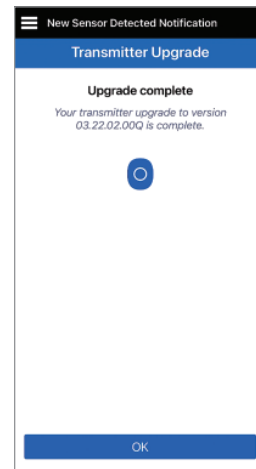 New Sensor Detected Notification
Transmitter Upgrade
Upgrade complete
Your transmitter upgrade to version
03.22.02.00Q is complete.
OK